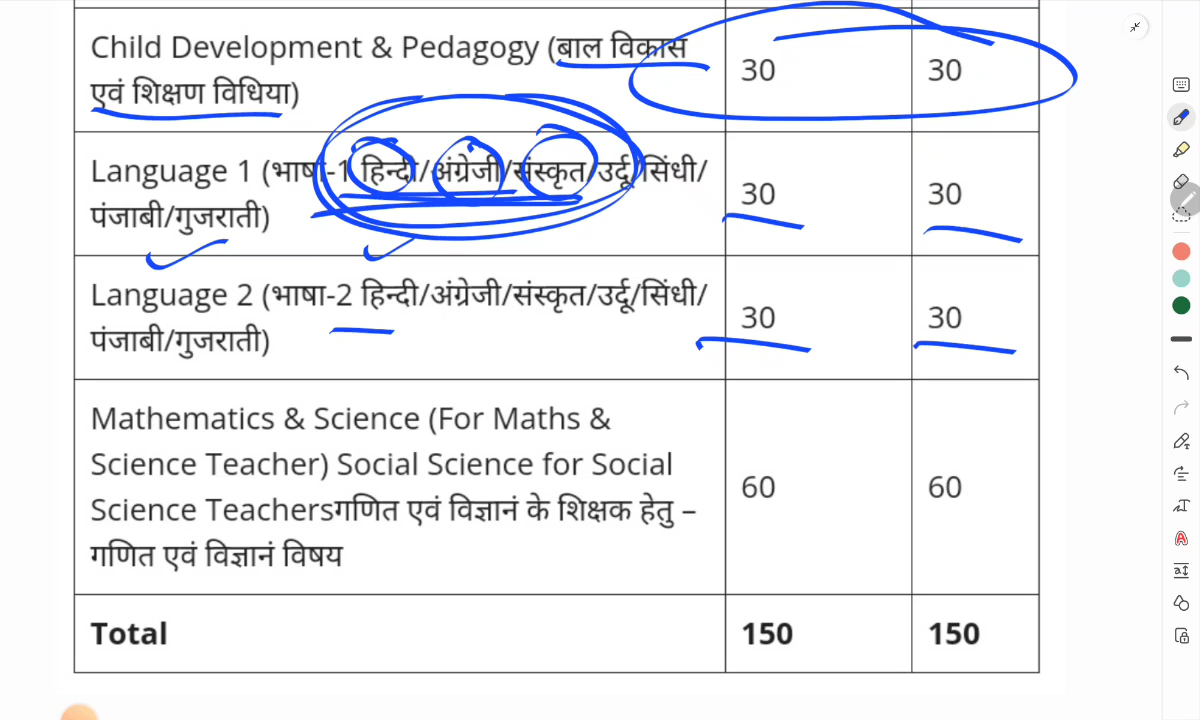 Child Development & Pedagogy (बाल विकास
एवं शिक्षण विधिया)
30
30
Language 1 (भाषा-1 हिन्दी/अंग्रेजी/संस्कृत/उर्दू/सिंधी/
पंजाबी/गुजराती)
30
30
Language 2 (भाषा-2 हिन्दी/अंग्रेजी/संस्कृत/उर्दू/सिंधी/
पंजाबी/गुजराती)
30
30
Mathematics & Science (For Maths &
Science Teacher) Social Science for Social
Science Teachersगणित एवं विज्ञानं के शिक्षक हेतु –
गणित एवं विज्ञानं विषय
60
60
Total
150
150